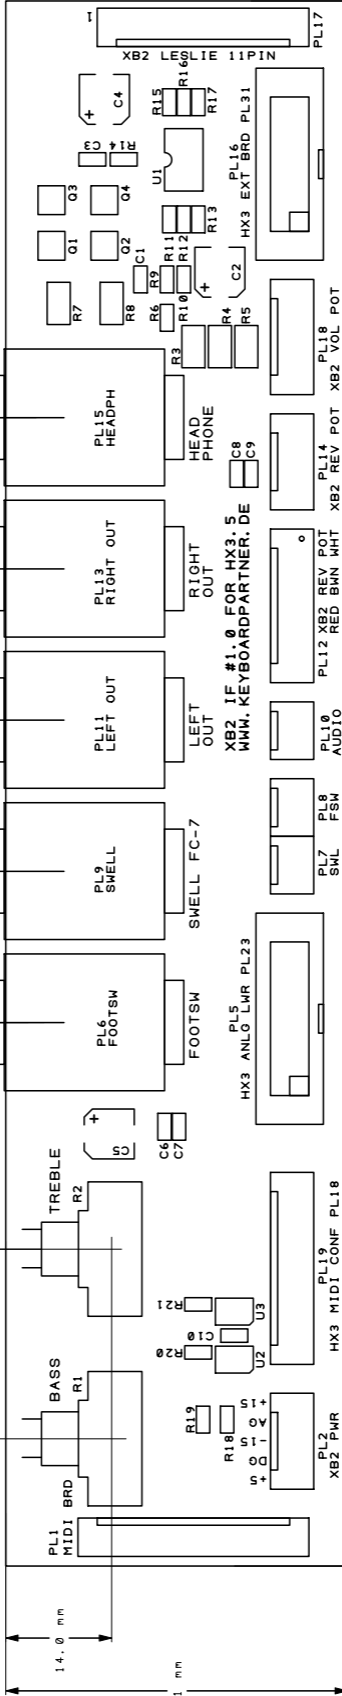 1
PL17
XB2 LESLIE 11PIN
C4
+
R15
R16
R17
C3
R14
U1
PL16
HX3 EXT BRD PL31
Q3
Q4
Q1
Q2
R13
R11
R12
C1
R9
R10
R6
C2
+
R7
R8
R3
R4
R5
PL18
XB2 VOL POT
PL15
HEADPH
HEAD
PHONE
C8
C9
PL14
XB2 REV POT
PL13
RIGHT OUT
RIGHT
OUT
XB2 IF #1.0 FOR HX3.5
WWW.KEYBOARDPARTNER.DE
PL12 XB2 REV POT
RED BWN WHT
PL11
LEFT OUT
LEFT
OUT
PL10
AUDIO
PL9
SWELL
SWELL FC-7
PL8
FSW
PL7
SWL
PL6
FOOTSW
FOOTSW
PL5
HX3 ANLG LWR PL23
C5
+
C6
C7
TREBLE
R2
R21
U3
C10
R20
U2
PL19
HX3 MIDI CONF PL18
BASS
R1
R19
R18
+15
AG
-15
DG
+5
PL2
XB2 PWR
PL1
MIDI BRD
14.0 mm
1 mm